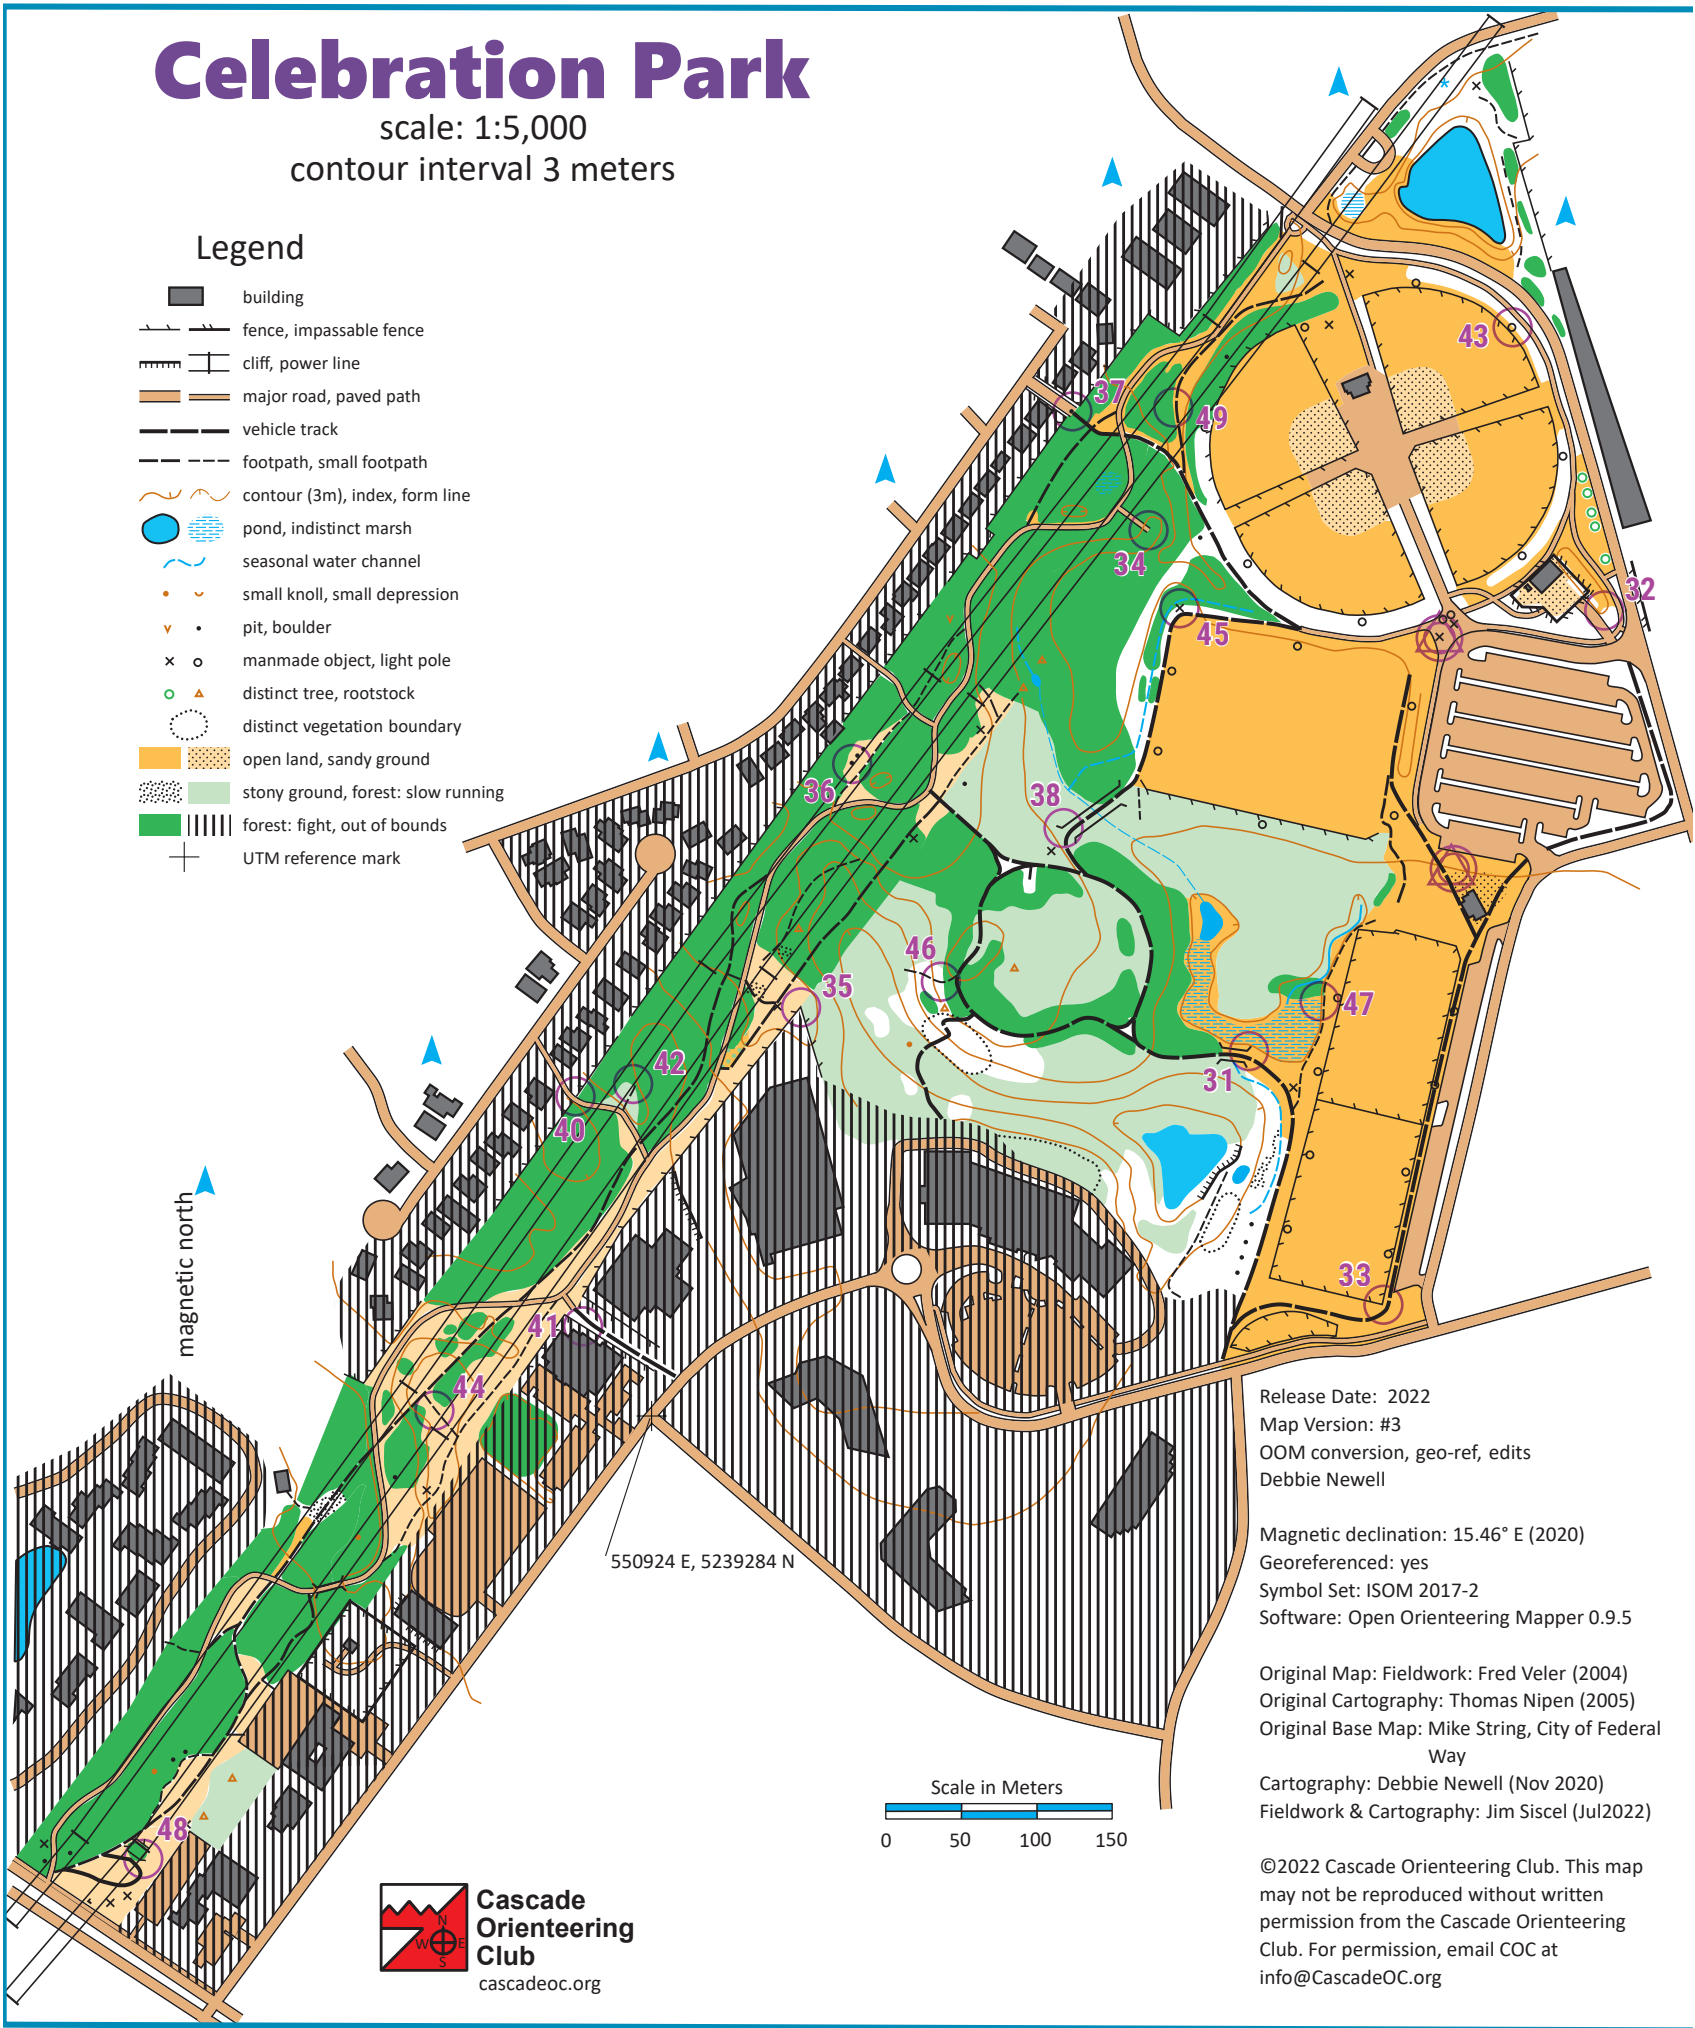 Celebration Park
scale: 1:5,000
contour interval 3 meters
Legend
building
fence, impassable fence
cliff, power line
major road, paved path
vehicle track
footpath, small footpath
contour (3m), index, form line
pond, indistinct marsh
seasonal water channel
small knoll, small depression
pit, boulder
manmade object, light pole
distinct tree, rootstock
distinct vegetation boundary
open land, sandy ground
stony ground, forest: slow running
forest: fight, out of bounds
UTM reference mark
43
37
49
34
32
45
36
38
46
35
47
42
31
40
magnetic north
33
41
44
48
550924 E, 5239284 N
Release Date: 2022
Map Version: #3
OOM conversion, geo-ref, edits
Debbie Newell
Magnetic declination: 15.46° E (2020)
Georeferenced: yes
Symbol Set: ISOM 2017-2
Software: Open Orienteering Mapper 0.9.5
Original Map: Fieldwork: Fred Veler (2004)
Original Cartography: Thomas Nipen (2005)
Original Base Map: Mike String, City of Federal
Way
Cartography: Debbie Newell (Nov 2020)
Fieldwork & Cartography: Jim Siscel (Jul2022)
©2022 Cascade Orienteering Club. This map
may not be reproduced without written
permission from the Cascade Orienteering
Club. For permission, email COC at
info@CascadeOC.org
Scale in Meters
0 50 100 150
N
W E
S
Cascade
Orienteering
Club
cascadeoc.org